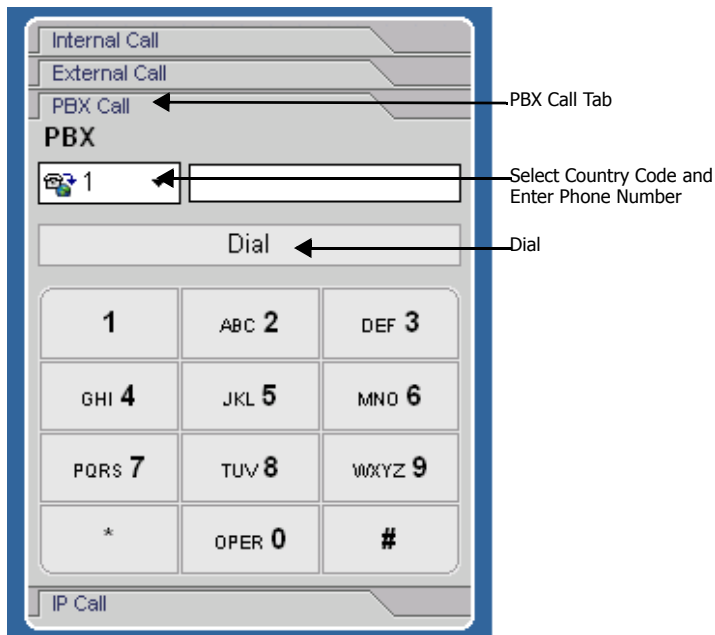 Internal Call
External Call
PBX Call
PBX Call Tab
PBX
1
Select Country Code and
Enter Phone Number
Dial
Dial
1 ABC 2 DEF 3
GHI 4 JKL 5 MNO 6
PQRS 7 TUV 8 WXYZ 9
* OPER 0 #
IP Call